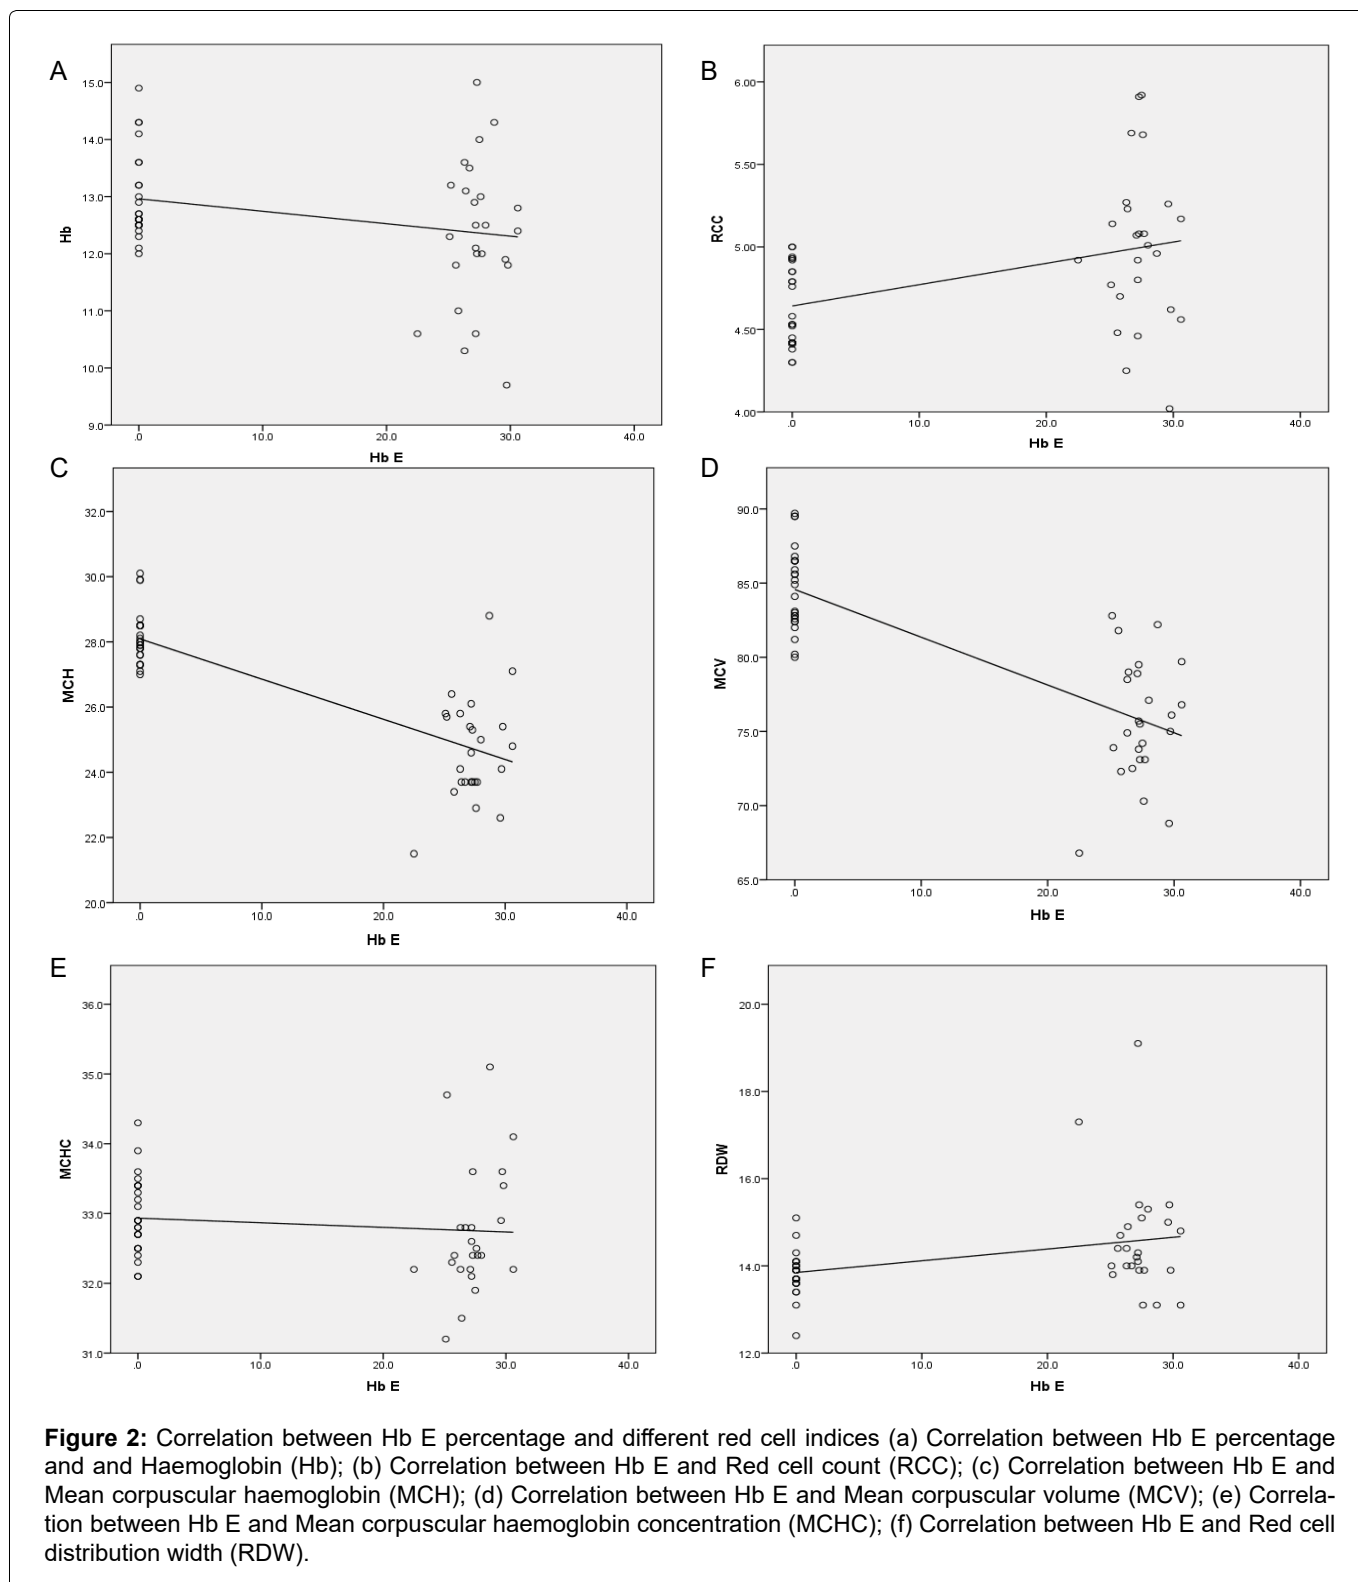 A
15.0
14.0
13.0
12.0
11.0
10.0
9.0
Hb
.0 10.0 20.0 30.0 40.0
Hb E
B
6.00
5.50
5.00
4.50
4.00
RCC
.0 10.0 20.0 30.0 40.0
Hb E
C
32.0
30.0
28.0
26.0
24.0
22.0
20.0
MCH
.0 10.0 20.0 30.0 40.0
Hb E
D
90.0
85.0
80.0
75.0
70.0
65.0
MCV
.0 10.0 20.0 30.0 40.0
Hb E
E
36.0
35.0
34.0
33.0
32.0
31.0
MCHC
.0 10.0 20.0 30.0 40.0
Hb E
F
20.0
18.0
16.0
14.0
12.0
RDW
.0 10.0 20.0 30.0 40.0
Hb E
Figure 2: Correlation between Hb E percentage and different red cell indices (a) Correlation between Hb E percentage
and and Haemoglobin (Hb); (b) Correlation between Hb E and Red cell count (RCC); (c) Correlation between Hb E and
Mean corpuscular haemoglobin (MCH); (d) Correlation between Hb E and Mean corpuscular volume (MCV); (e) Correla-
tion between Hb E and Mean corpuscular haemoglobin concentration (MCHC); (f) Correlation between Hb E and Red cell
distribution width (RDW).